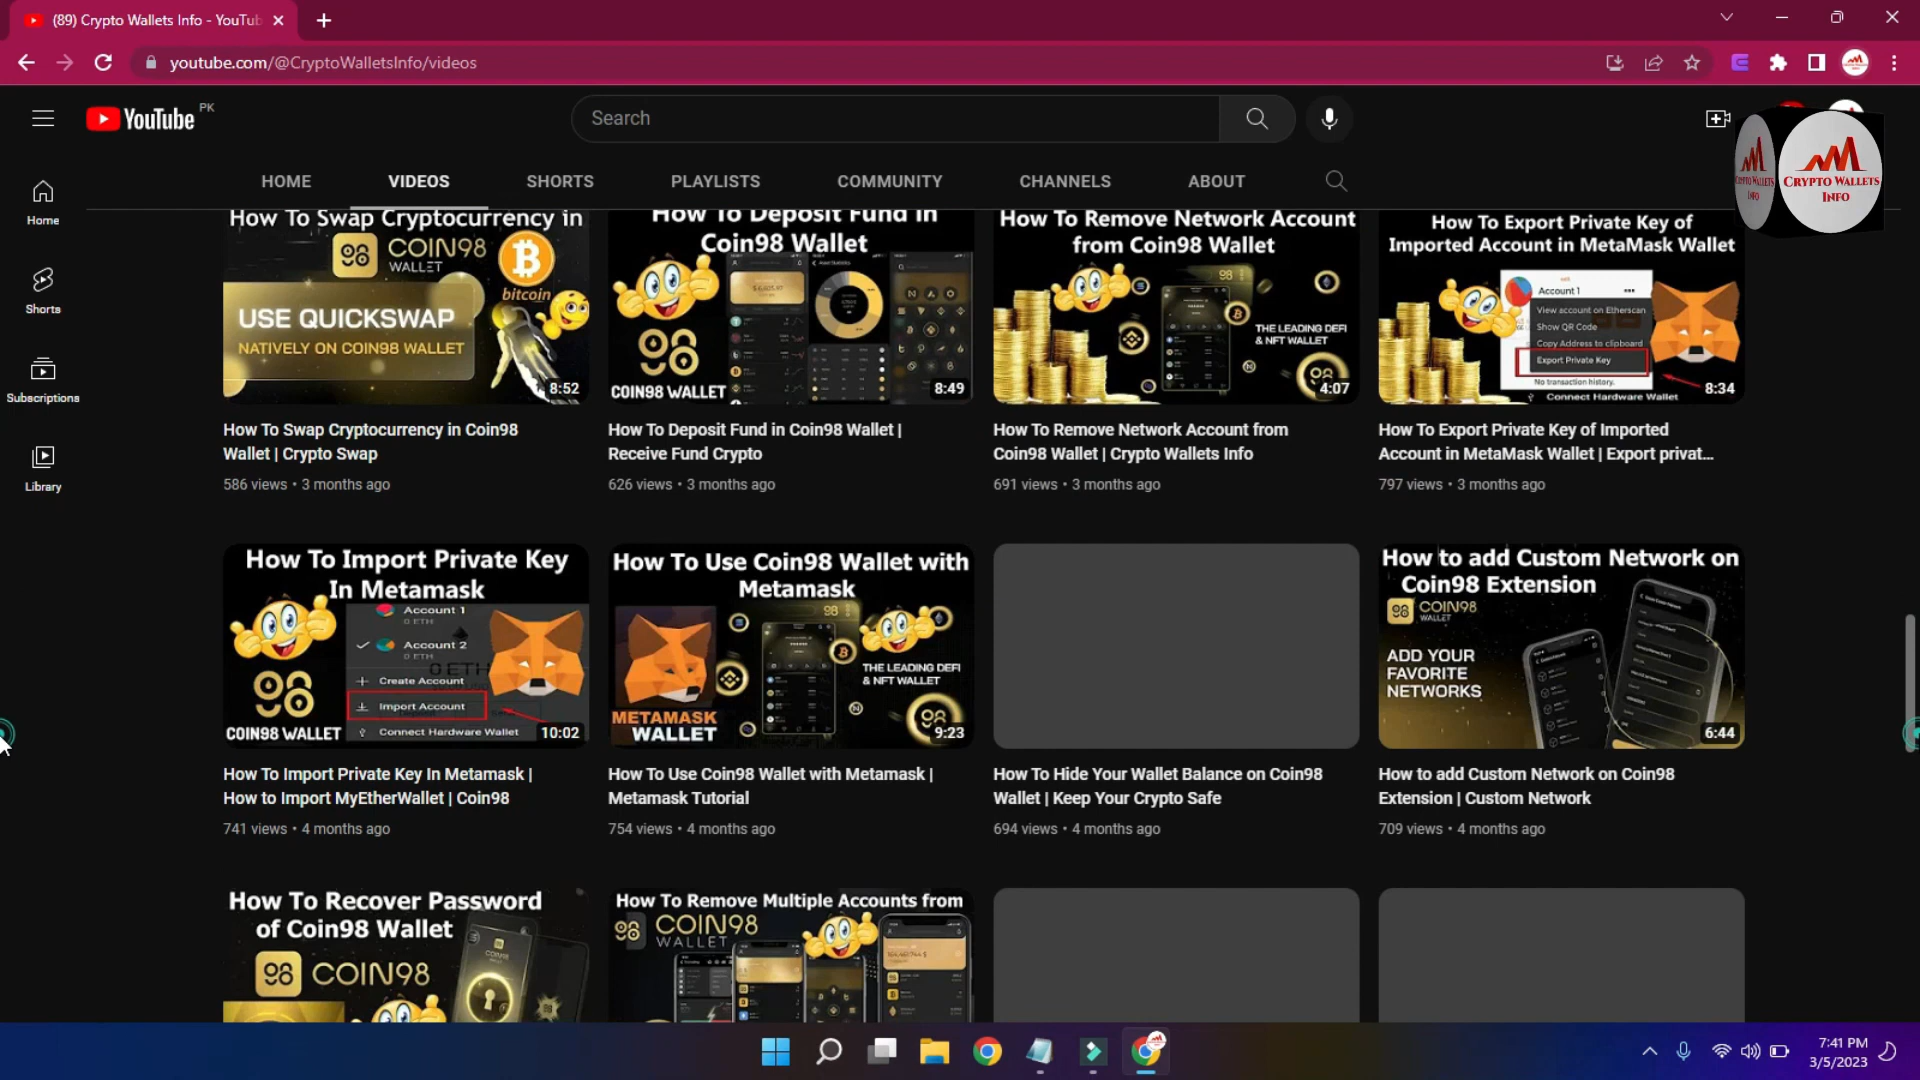 (89) Crypto Wallets Info - YouTub
youtube.com/@CryptoWalletsInfo/videos
YouTube PK
Search
CRYPTO WALLETS
INFO
HOME VIDEOS SHORTS PLAYLISTS COMMUNITY CHANNELS ABOUT
Home
Shorts
Subscriptions
Library
How To Swap Cryptocurrency in
COIN98
WALLET
bitcoin
USE QUICKSWAP
NATIVELY ON COIN98 WALLET
8:52
How To Deposit Fund in
Coin98 Wallet
COIN98 WALLET
8:49
How To Remove Network Account
from Coin98 Wallet
THE LEADING DEFI
& NFT WALLET
4:07
How To Export Private Key of
Imported Account in MetaMask Wallet
Account 1
View account on Etherscan
Show QR Code
Copy Address to clipboard
Export Private Key
No transaction history.
Connect Hardware Wallet
8:34
How To Swap Cryptocurrency in Coin98
Wallet | Crypto Swap
586 views • 3 months ago
How To Deposit Fund in Coin98 Wallet |
Receive Fund Crypto
626 views • 3 months ago
How To Remove Network Account from
Coin98 Wallet | Crypto Wallets Info
691 views • 3 months ago
How To Export Private Key of Imported
Account in MetaMask Wallet | Export privat...
797 views • 3 months ago
How To Import Private Key
In Metamask
Account 1
0 ETH
Account 2
0 ETH
Create Account
Import Account
Connect Hardware Wallet
COIN98 WALLET
10:02
How To Use Coin98 Wallet with
Metamask
THE LEADING DEFI
& NFT WALLET
METAMASK
WALLET
9:23
How to add Custom Network on
Coin98 Extension
COIN98
WALLET
ADD YOUR
FAVORITE
NETWORKS
6:44
How To Import Private Key In Metamask |
How to Import MyEtherWallet | Coin98
741 views • 4 months ago
How To Use Coin98 Wallet with Metamask |
Metamask Tutorial
754 views • 4 months ago
How To Hide Your Wallet Balance on Coin98
Wallet | Keep Your Crypto Safe
694 views • 4 months ago
How to add Custom Network on Coin98
Extension | Custom Network
709 views • 4 months ago
How To Recover Password
of Coin98 Wallet
COIN98
How To Remove Multiple Accounts from
COIN98
WALLET
7:41 PM
3/5/2023